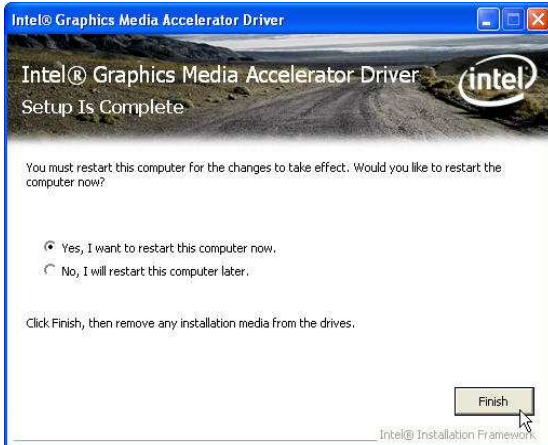 Intel® Graphics Media Accelerator Driver
Intel® Graphics Media Accelerator Driver
intel
Setup Is Complete
You must restart this computer for the changes to take effect. Would you like to restart the
computer now?
Yes, I want to restart this computer now.
No, I will restart this computer later.
Click Finish, then remove any installation media from the drives.
Finish
Intel® Installation Framework